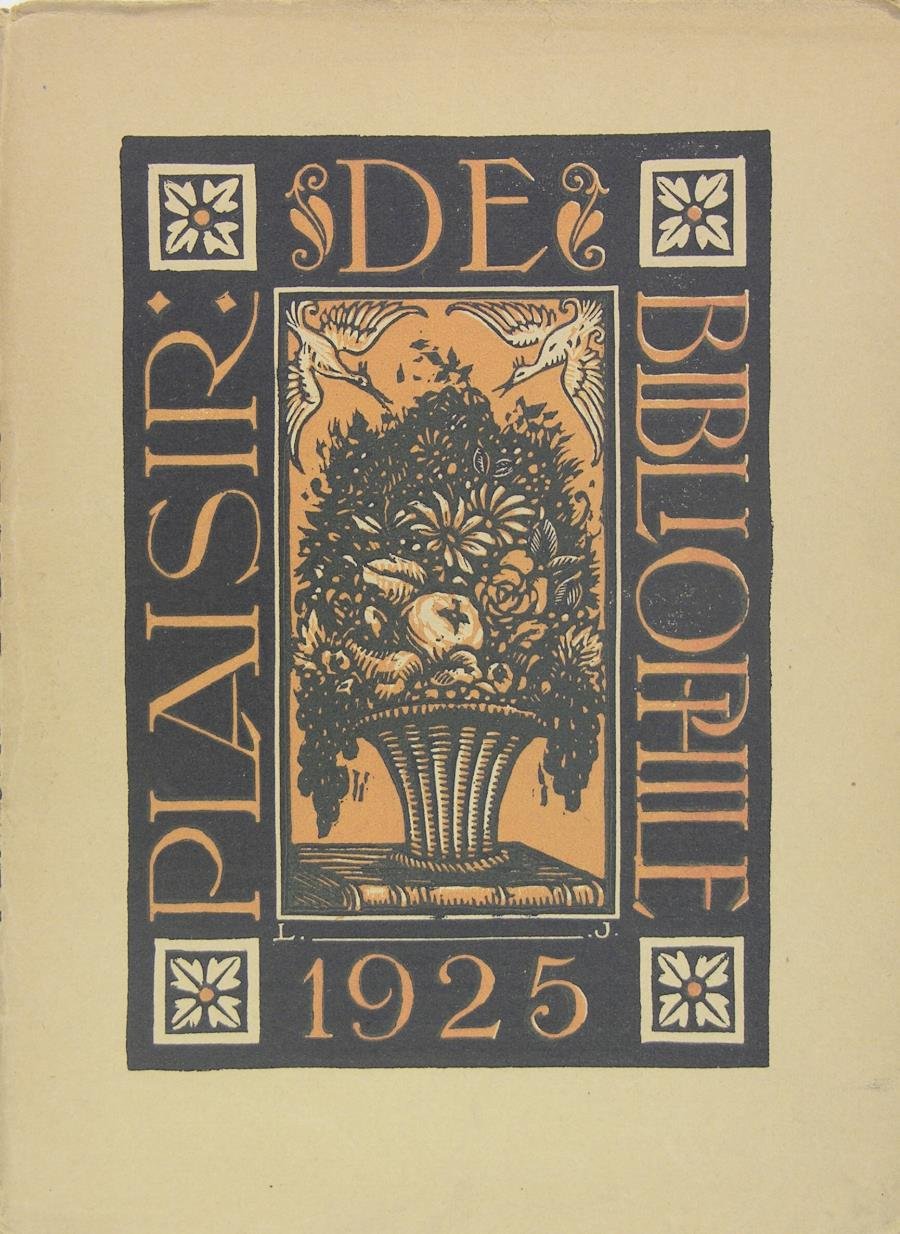 PLAISIR:
DE
BIBLIOPHILE
L. J.
1925